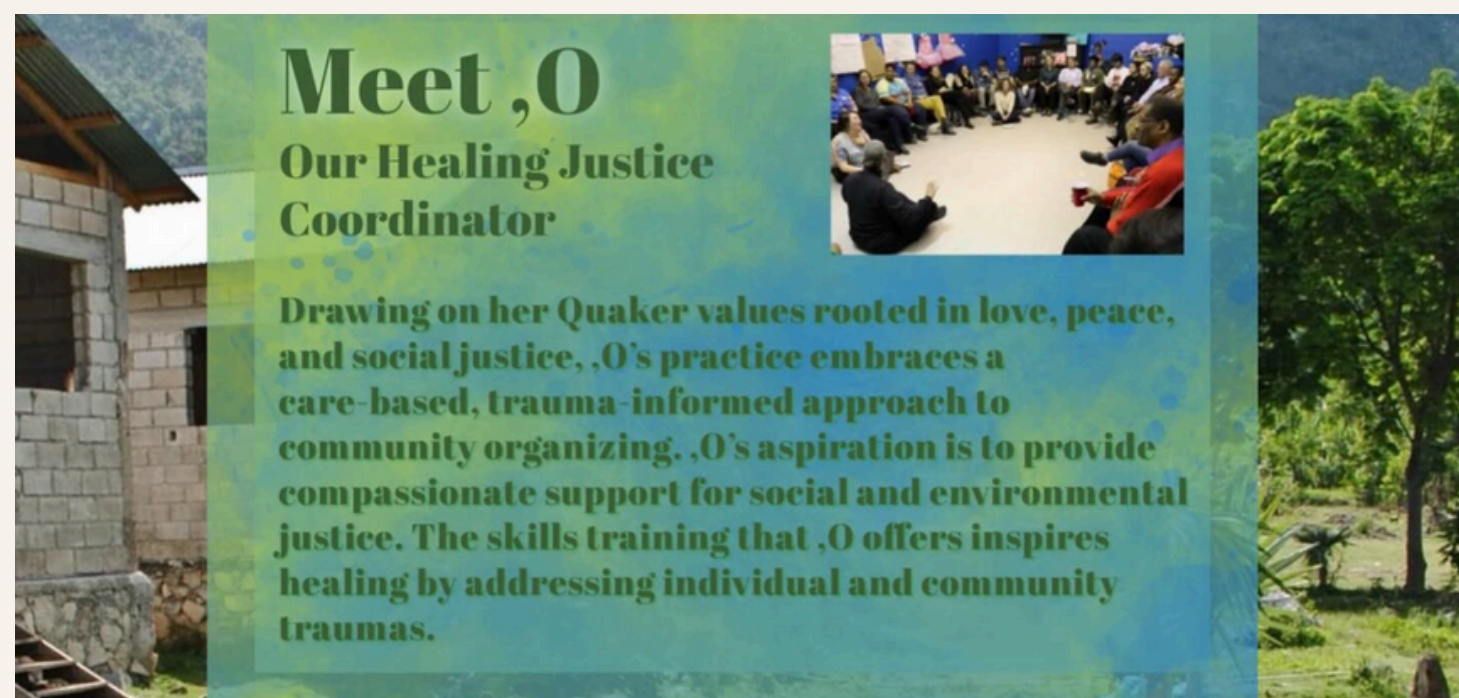 Meet ,O
Our Healing Justice
Coordinator
Drawing on her Quaker values rooted in love, peace,
and social justice, ,O’s practice embraces a
care-based, trauma-informed approach to
community organizing. ,O’s aspiration is to provide
compassionate support for social and environmental
justice. The skills training that ,O offers inspires
healing by addressing individual and community
traumas.